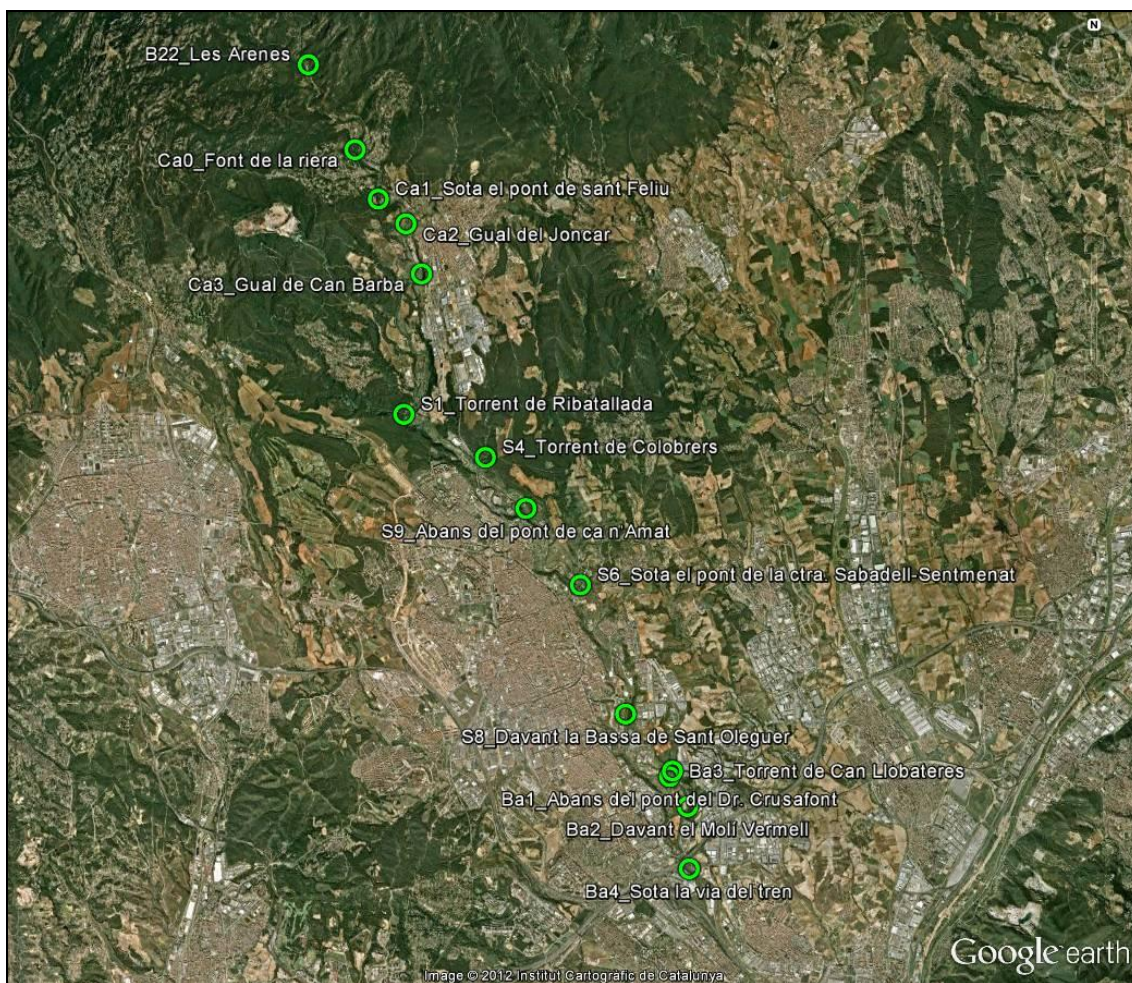 N
B22_Les Arenes
Ca0_Font de la riera
Ca1_Sota el pont de sant Feliu
Ca2_Gual del Joncar
Ca3_Gual de Can Barba
S1_Torrent de Ribatallada
S4_Torrent de Colobrers
S9_Abans del pont de ca n'Amat
S6_Sota el pont de la ctra. Sabadell-Sentmenat
S8_Davant la Bassa de Sant Oleguer
Ba3_Torrent de Can Llobateres
Ba1_Abans del pont del Dr. Crusafont
Ba2_Davant el Molí Vermell
Ba4_Sota la via del tren
Google earth
Image © 2012 Institut Cartogràfic de Catalunya